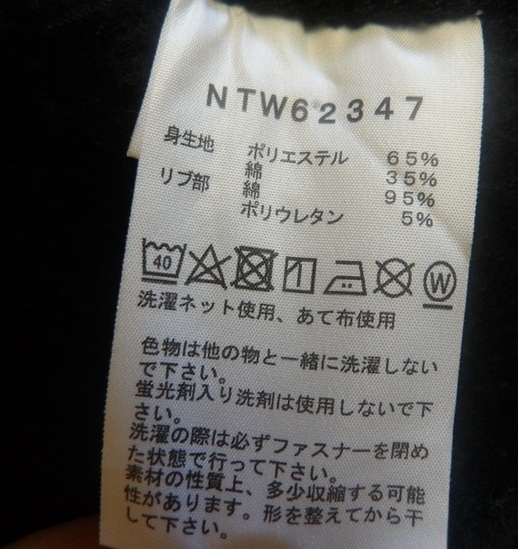 NTW62347
身生地 ポリエステル 65%
綿 35%
リブ部 綿 95%
ポリウレタン 5%
40 W
洗濯ネット使用、あて布使用
色物は他の物と一緒に洗濯しない
で下さい。
蛍光剤入り洗剤は使用しないで下
さい。
洗濯の際は必ずファスナーを閉め
た状態で行って下さい。
素材の性質上、多少収縮する可能
性があります。形を整えてから干
して下さい。